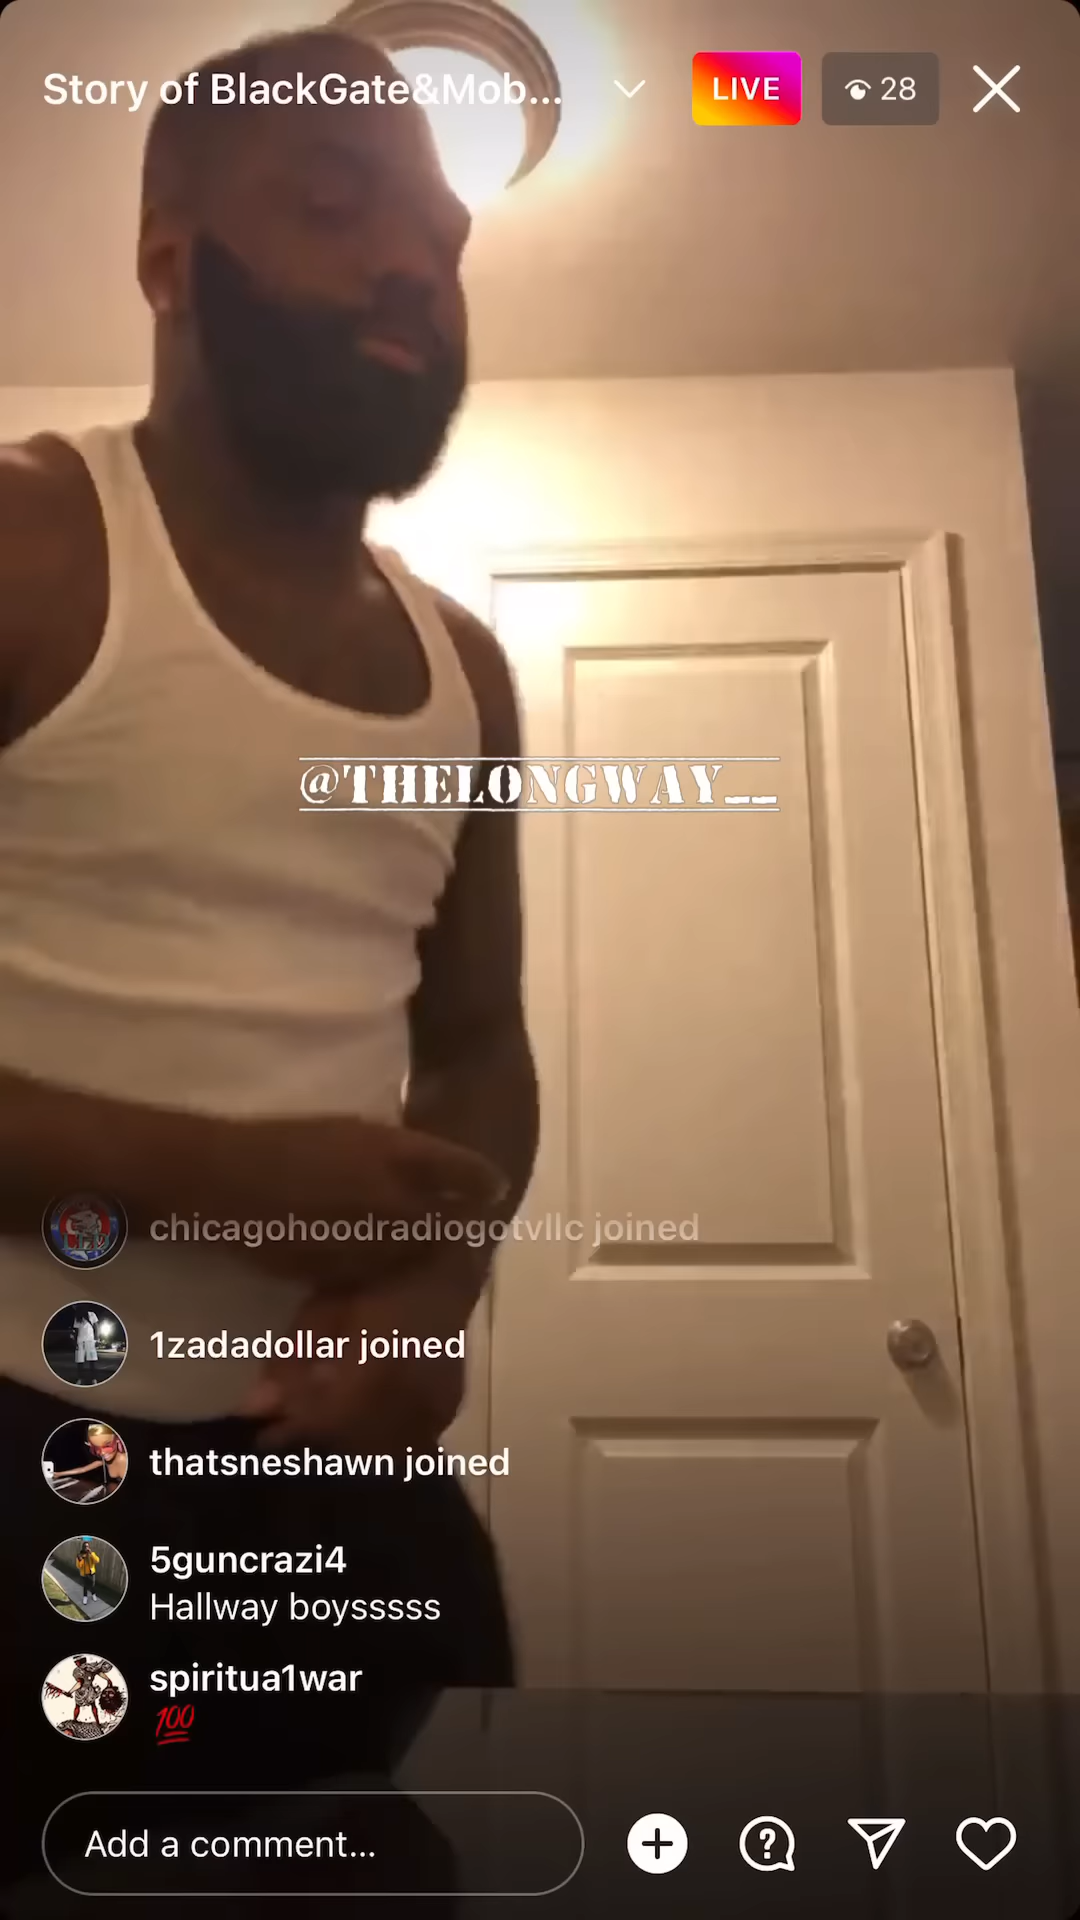 Story of BlackGate&Mob...
LIVE
28
@THELONGWAY__
chicagohoodradiogotvllc joined
1zadadollar joined
thatsneshawn joined
5guncrazi4
Hallway boysssss
spiritua1war
💯
Add a comment...